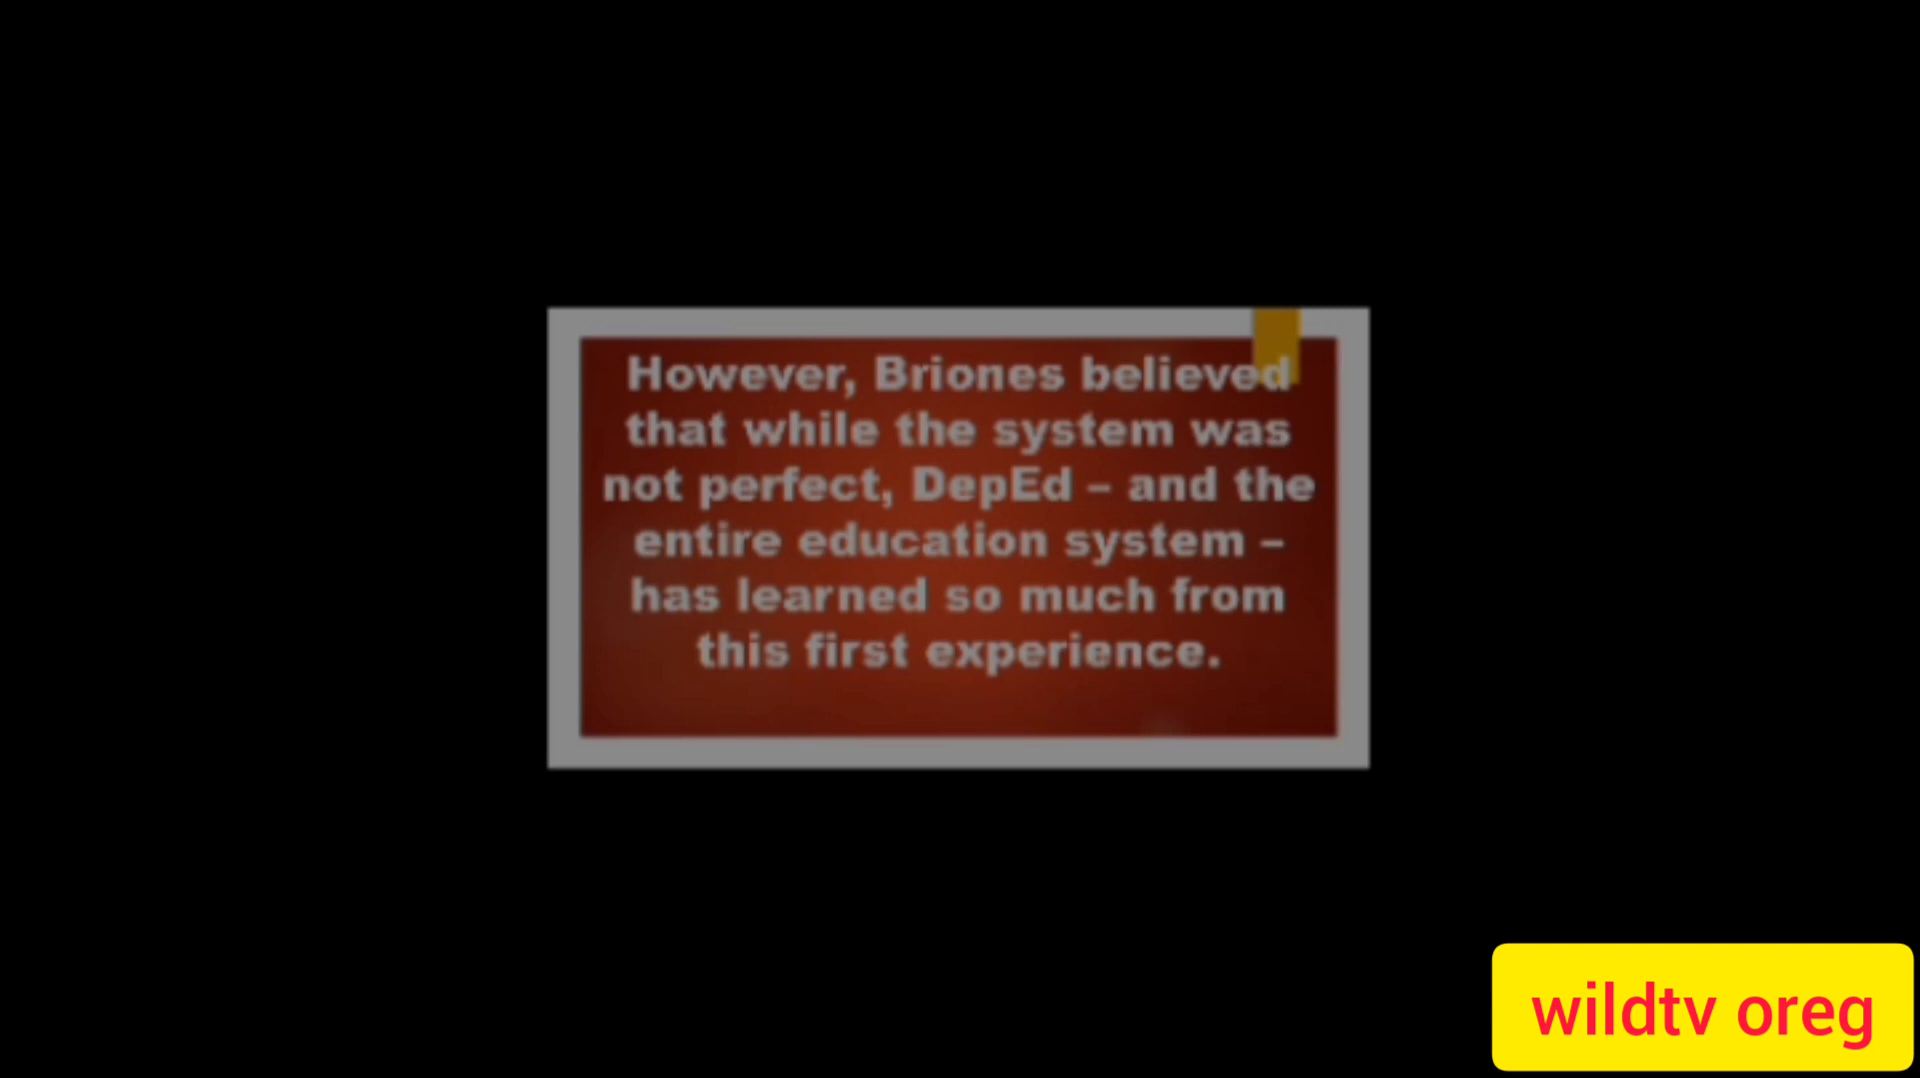 However, Briones believed
that while the system was
not perfect, DepEd – and the
entire education system –
has learned so much from
this first experience.
wildtv oreg